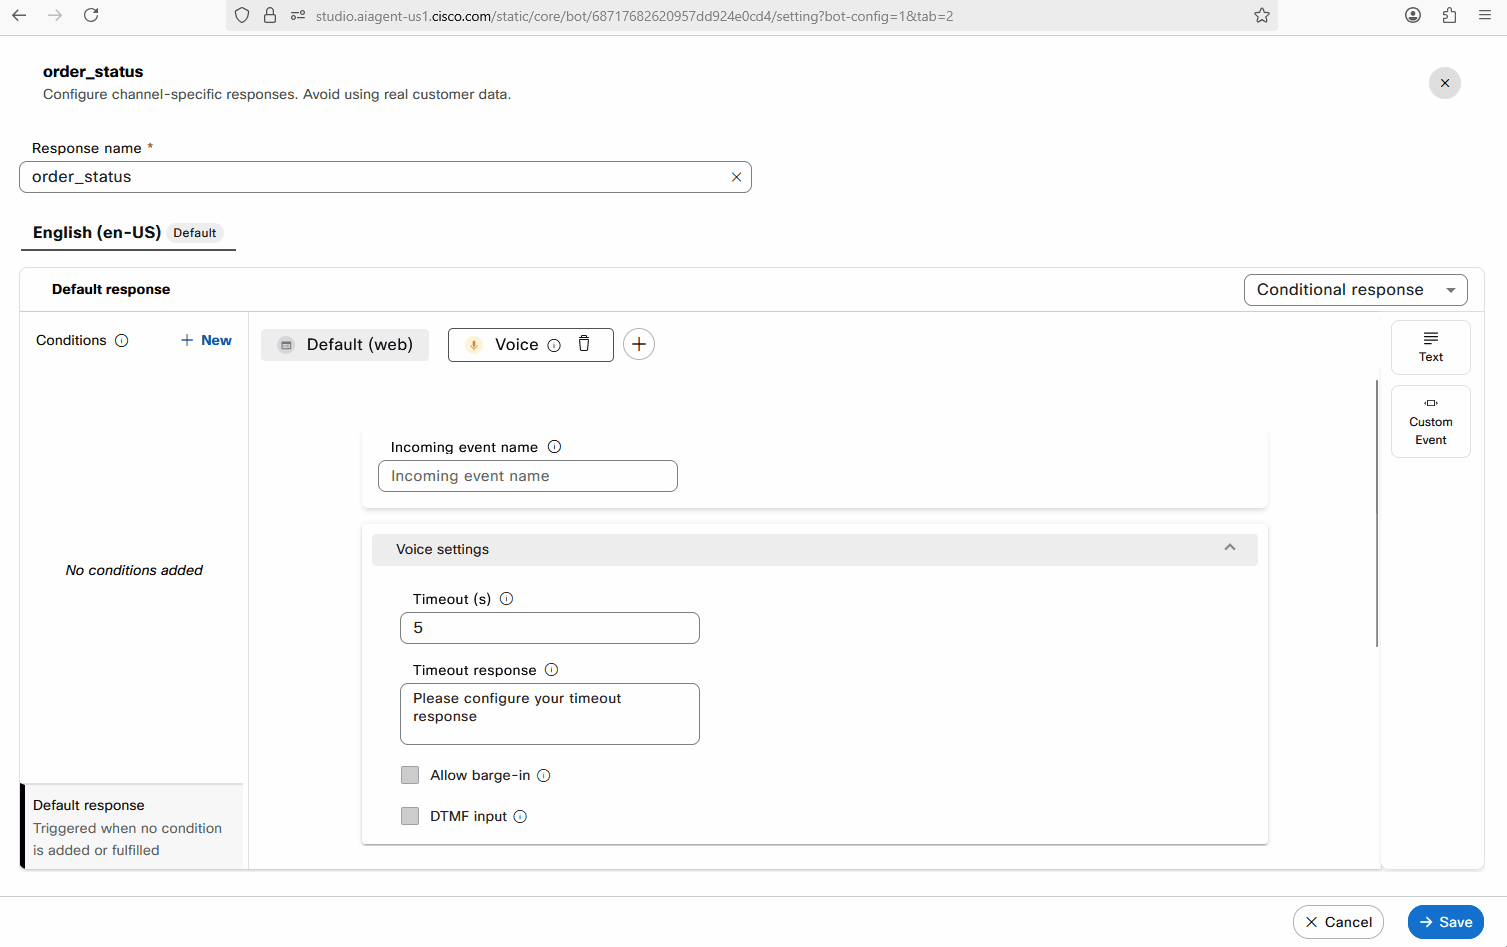 studio.aiagent-us1.cisco.com/static/core/bot/68717682620957dd924e0cd4/setting?bot-config=1&tab=2
order_status
Configure channel-specific responses. Avoid using real customer data.
Response name *
order_status
English (en-US) Default
Default response
Conditional response
Conditions
New
Default (web)
Voice
Text
Custom
Event
Incoming event name
Incoming event name
Voice settings
Timeout (s)
5
No conditions added
Timeout response
Please configure your timeout
response
Allow barge-in
DTMF input
Default response
Triggered when no condition
is added or fulfilled
Cancel
Save